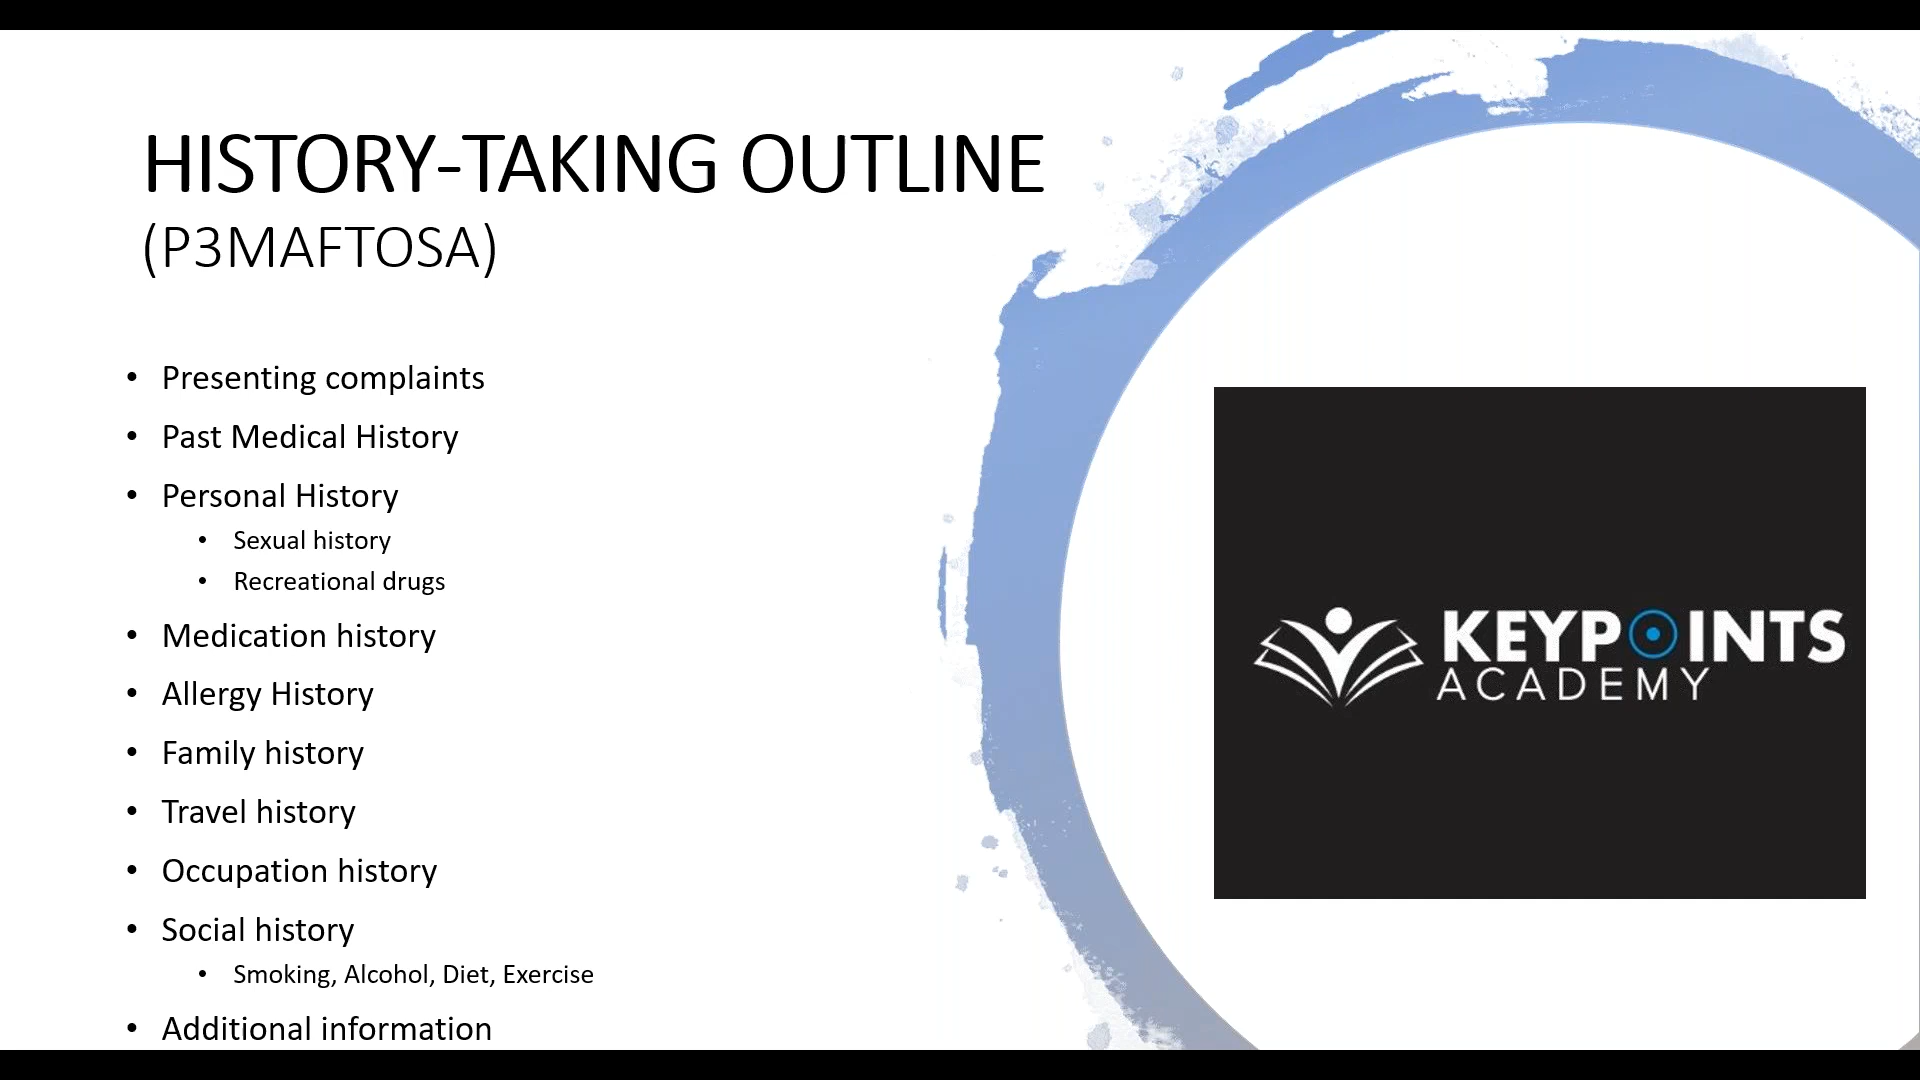 HISTORY-TAKING OUTLINE
(P3MAFTOSA)
• Presenting complaints
• Past Medical History
• Personal History
• Sexual history
• Recreational drugs
• Medication history
• Allergy History
• Family history
• Travel history
• Occupation history
• Social history
• Smoking, Alcohol, Diet, Exercise
• Additional information
KEYPOINTS
ACADEMY